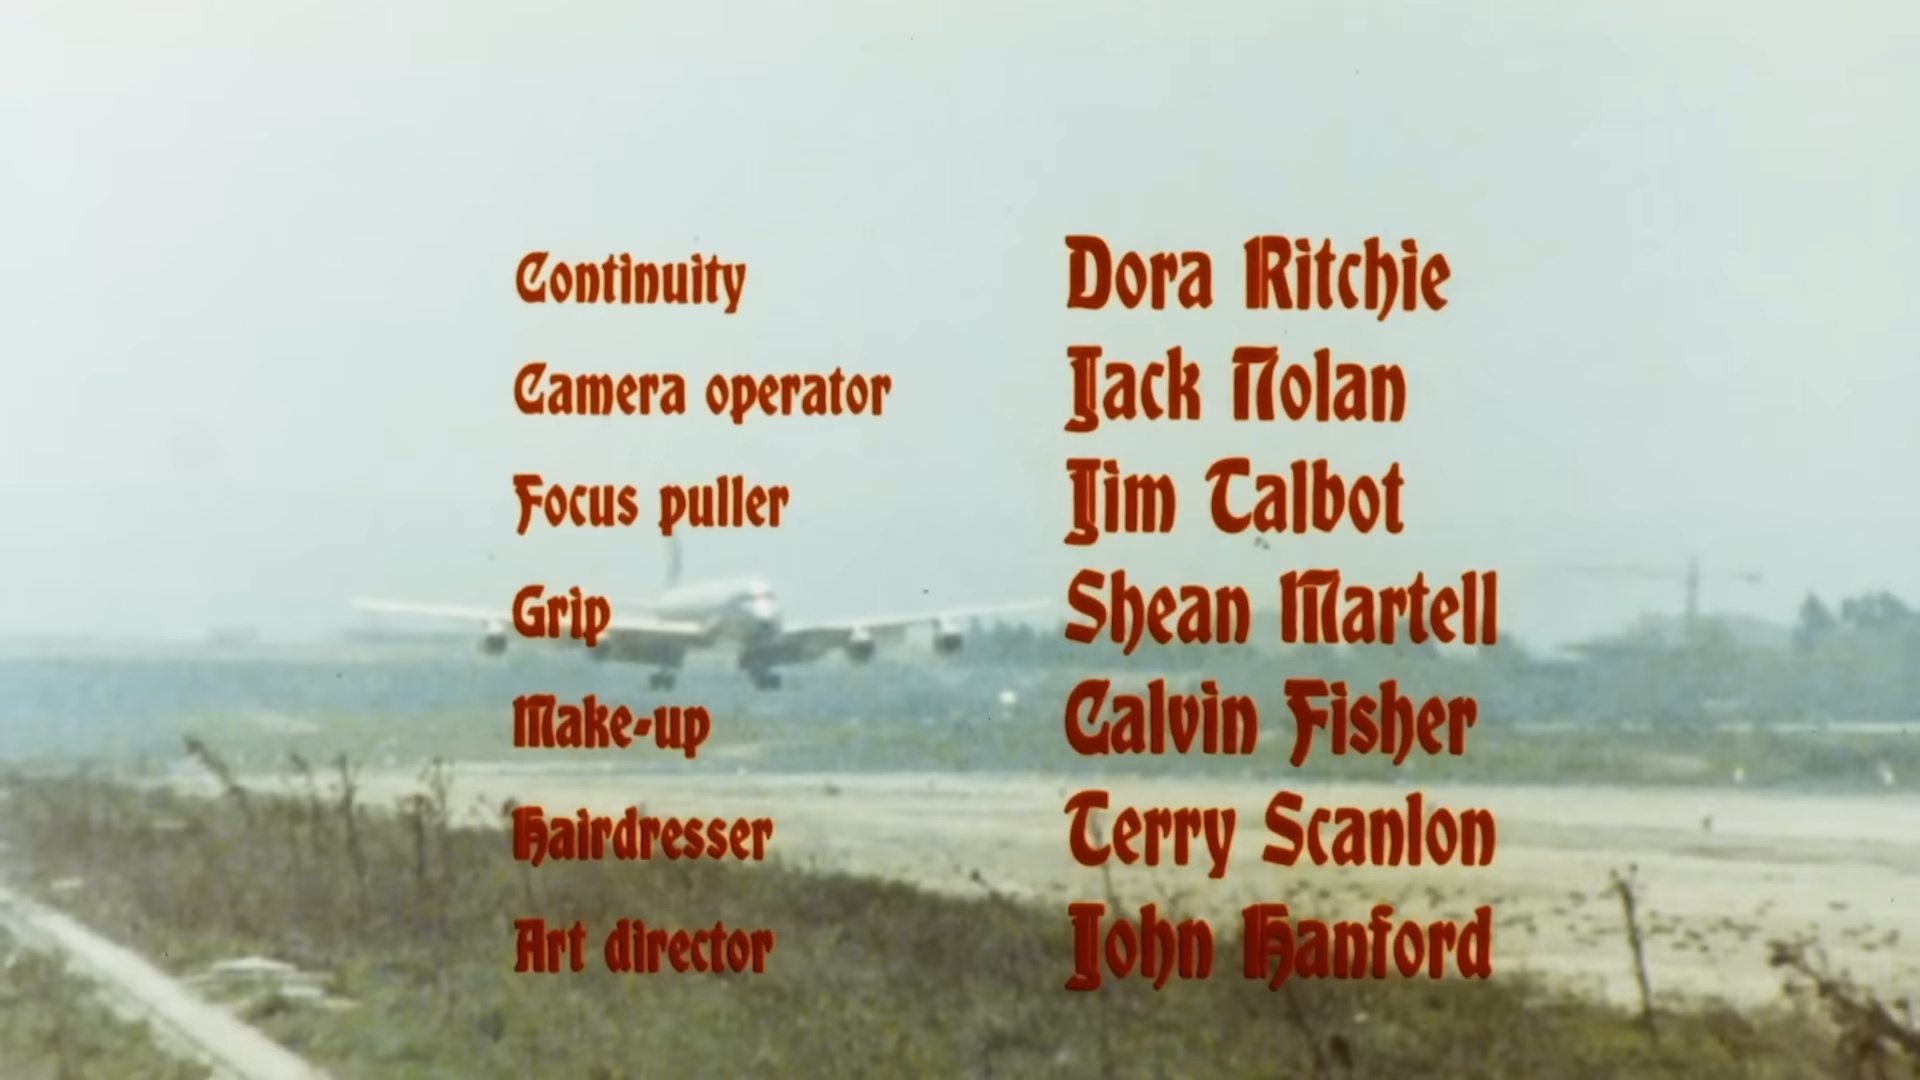 Continuity Dora Ritchie
Camera operator Jack Nolan
Focus puller Jim Talbot
Grip Shean Martell
Make-up Calvin Fisher
Hairdresser Terry Scanlon
Art director John Hanford